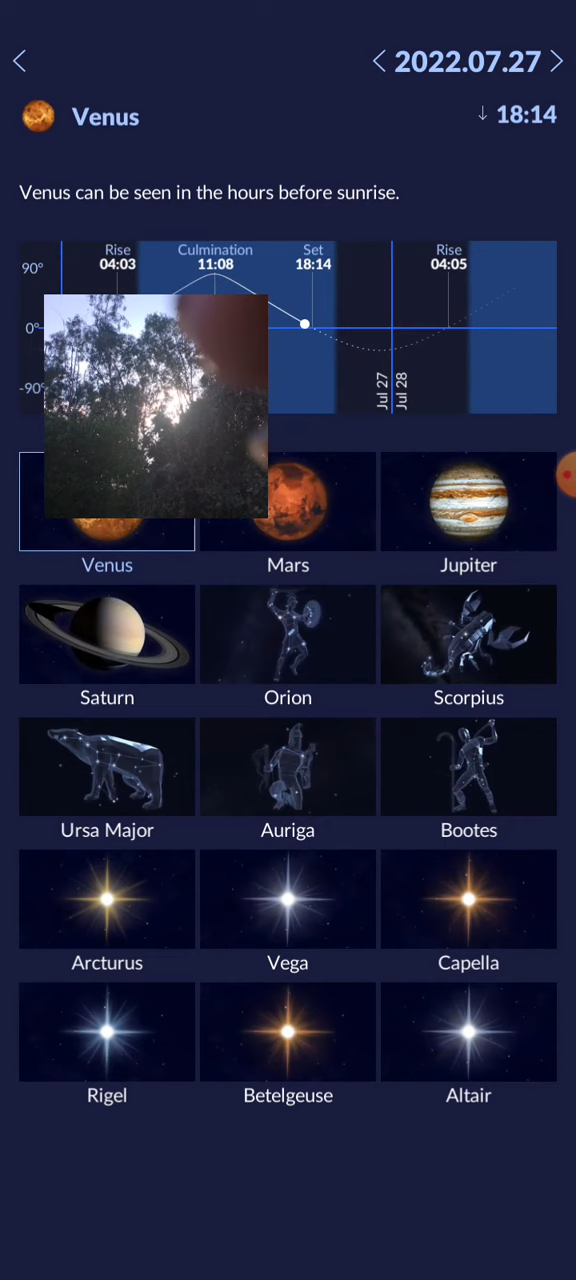 2022.07.27
Venus
↓ 18:14
Venus can be seen in the hours before sunrise.
Rise Culmination Set Rise
04:03 11:08 18:14 04:05
90°
0°
-90°
Jul 27
Jul 28
Venus Mars Jupiter
Saturn Orion Scorpius
Ursa Major Auriga Bootes
Arcturus Vega Capella
Rigel Betelgeuse Altair